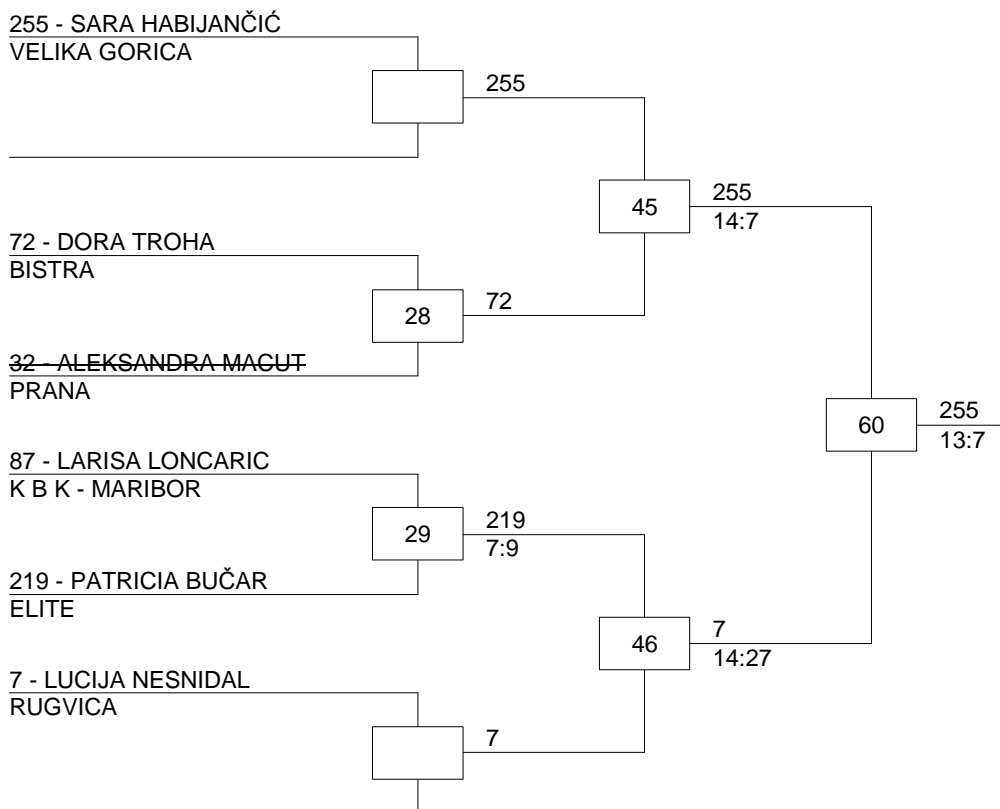 255 - SARA HABIJANČIĆ
VELIKA GORICA
255
45
255
14:7
72 - DORA TROHA
BISTRA
28
72
32 - ALEKSANDRA MACUT
PRANA
60
255
13:7
87 - LARISA LONCARIC
K B K - MARIBOR
29
219
7:9
219 - PATRICIA BUČAR
ELITE
46
7
14:27
7 - LUCIJA NESNIDAL
RUGVICA
7